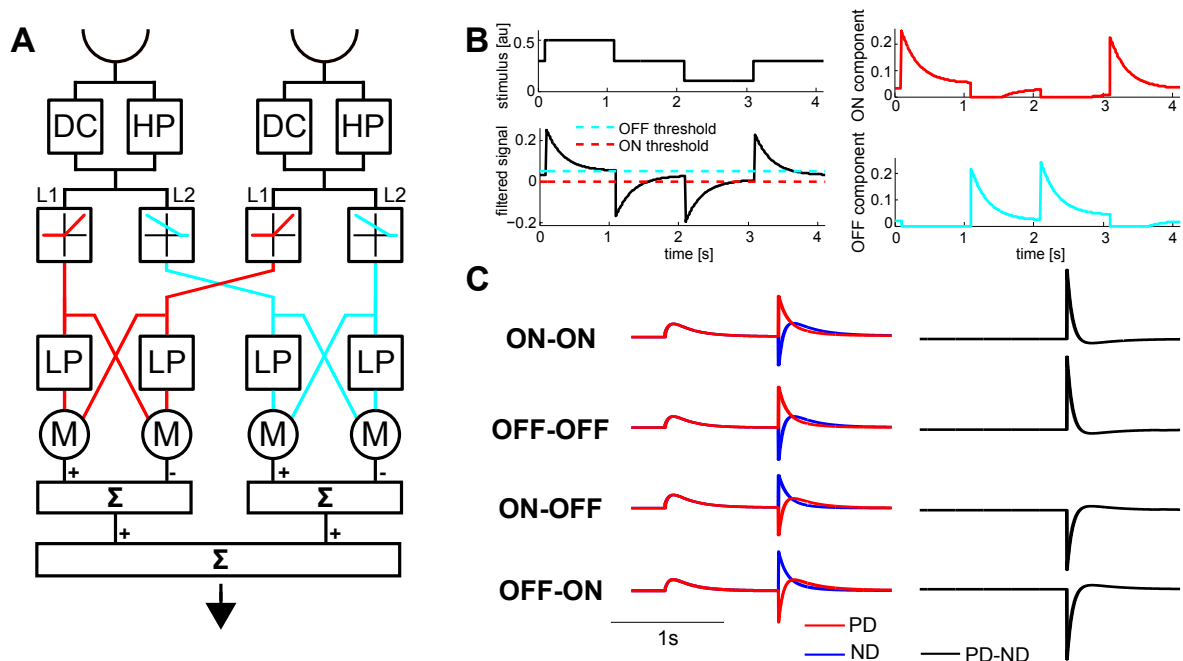 A
DC HP DC HP
L1 L2 L1 L2
LP LP LP LP
M M M M
+ - + -
Σ Σ
+ +
Σ
B
stimulus [au]
0.5
0
0 1 2 3 4
filtered signal
0.2
0
−0.2
OFF threshold
ON threshold
0 1 2 3 4
time [s]
ON component
0.2
0.1
0
0 1 2 3 4
OFF component
0.2
0.1
0
0 1 2 3 4
time [s]
C
ON-ON
OFF-OFF
ON-OFF
OFF-ON
1s
PD
ND
PD-ND